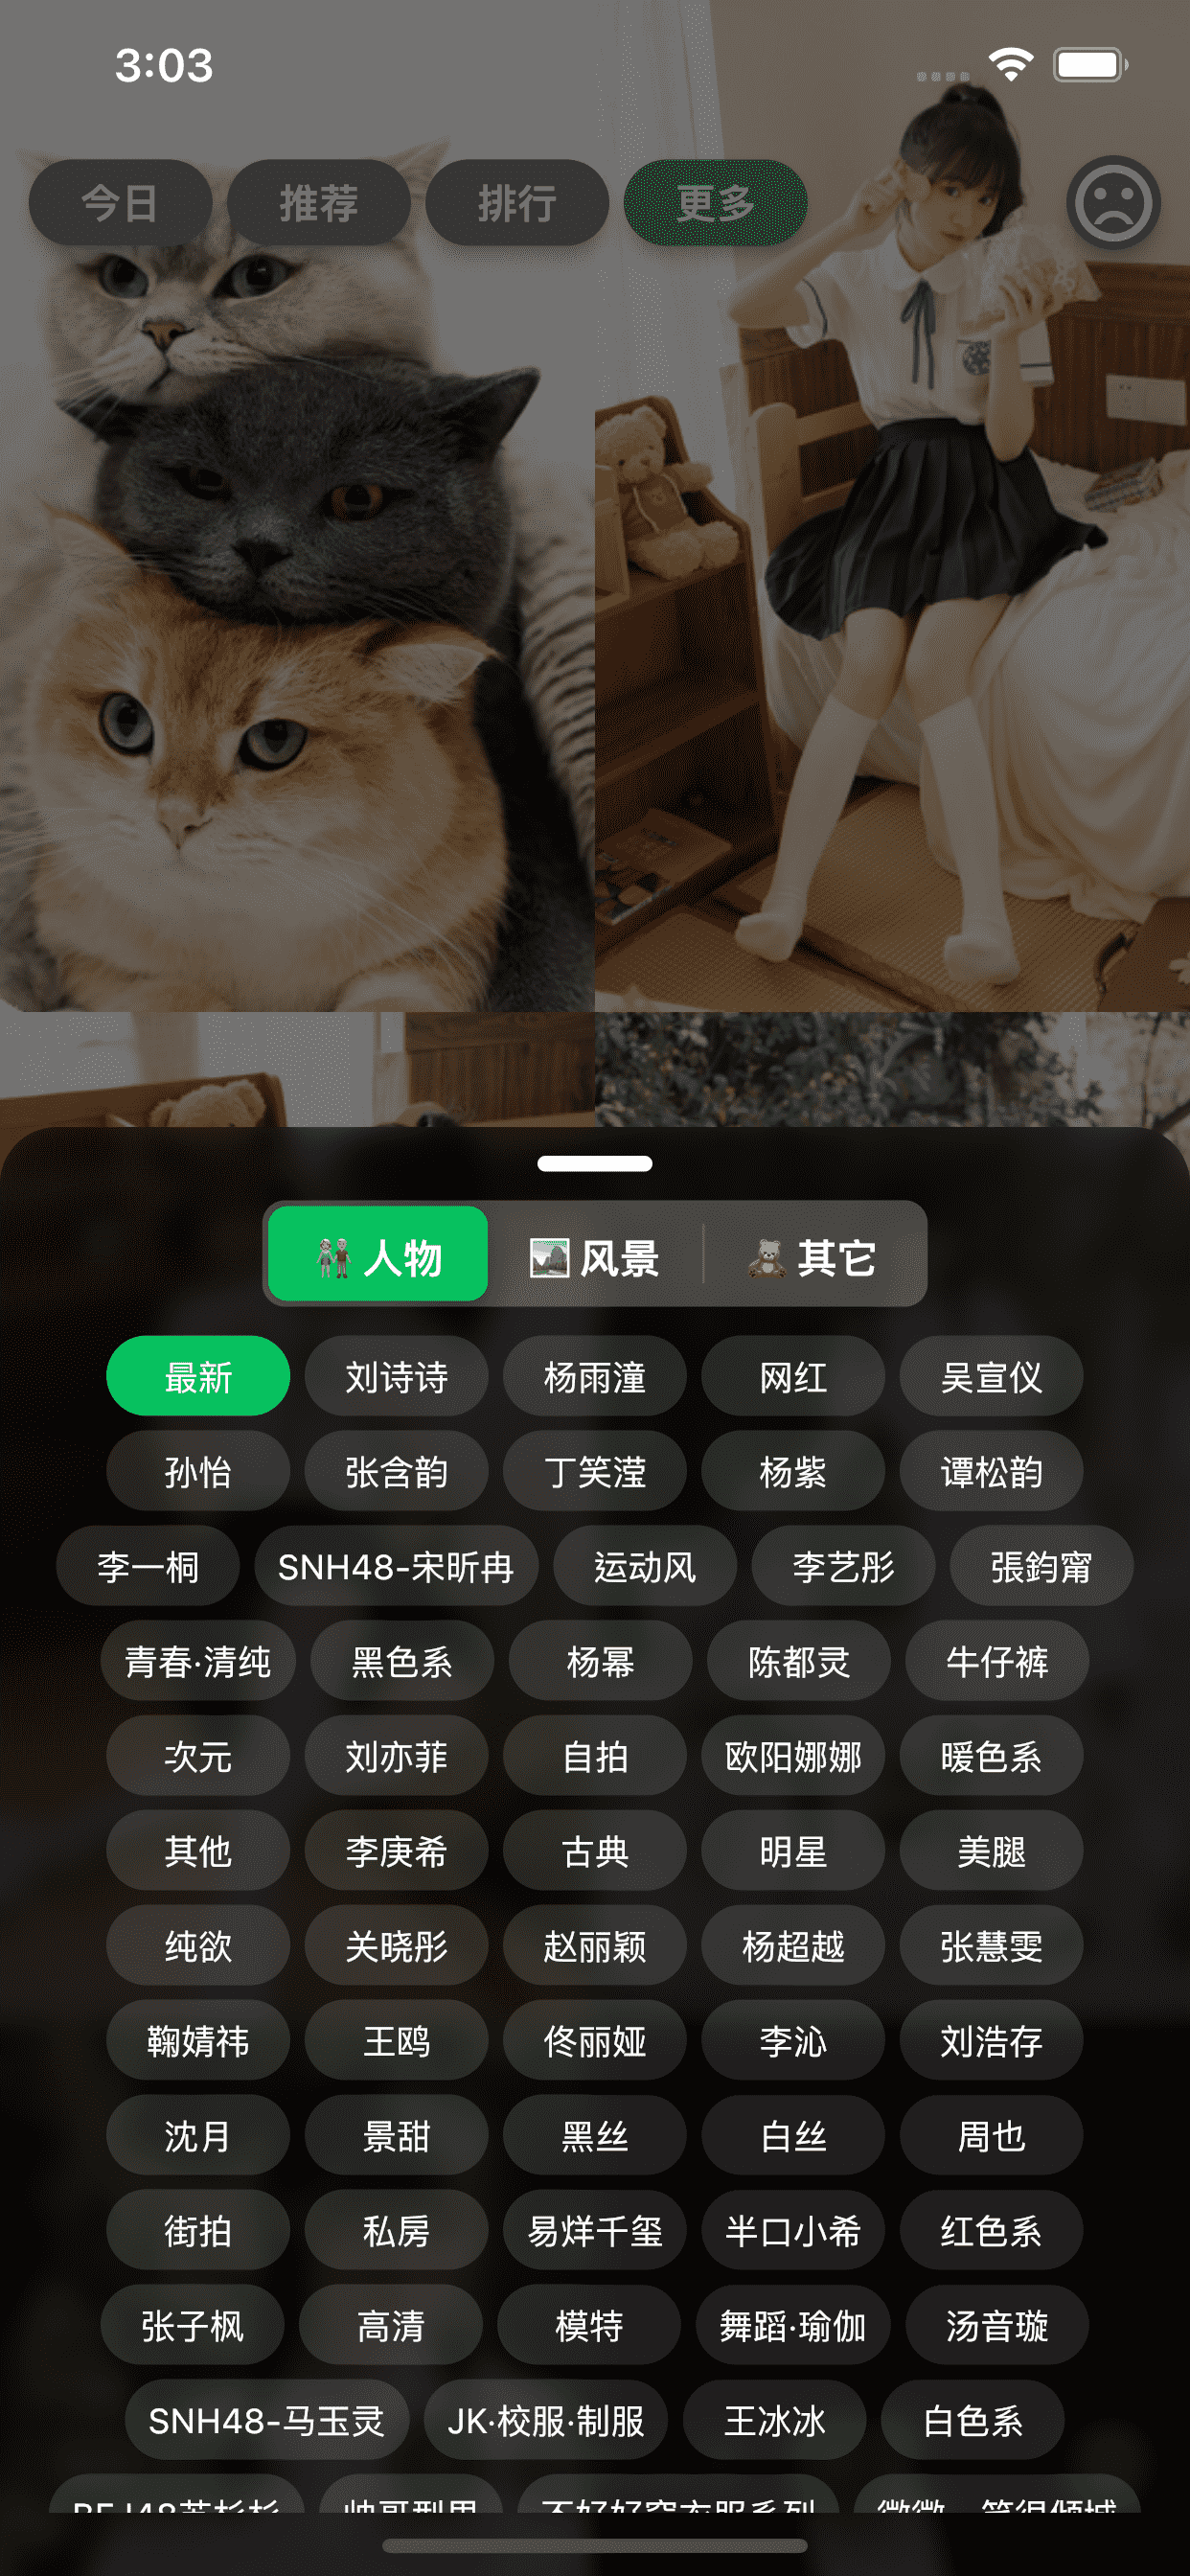 3:03
今日 推荐 排行 更多
人物 风景 其它
最新 刘诗诗 杨雨潼 网红 吴宣仪
孙怡 张含韵 丁笑滢 杨紫 谭松韵
李一桐 SNH48-宋昕冉 运动风 李艺彤 張鈞甯
青春·清纯 黑色系 杨幂 陈都灵 牛仔裤
次元 刘亦菲 自拍 欧阳娜娜 暖色系
其他 李庚希 古典 明星 美腿
纯欲 关晓彤 赵丽颖 杨超越 张慧雯
鞠婧祎 王鸥 佟丽娅 李沁 刘浩存
沈月 景甜 黑丝 白丝 周也
街拍 私房 易烊千玺 半口小希 红色系
张子枫 高清 模特 舞蹈·瑜伽 汤音璇
SNH48-马玉灵 JK·校服·制服 王冰冰 白色系